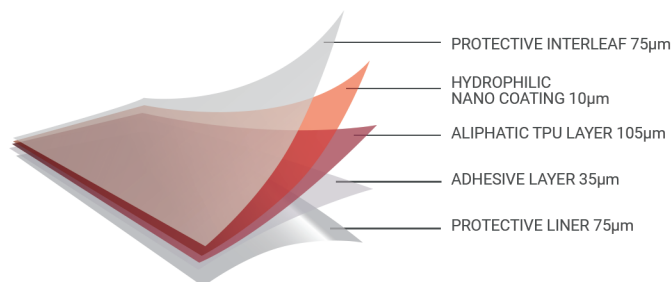 PROTECTIVE INTERLEAF 75µm
HYDROPHILIC
NANO COATING 10µm
ALIPHATIC TPU LAYER 105µm
ADHESIVE LAYER 35µm
PROTECTIVE LINER 75µm